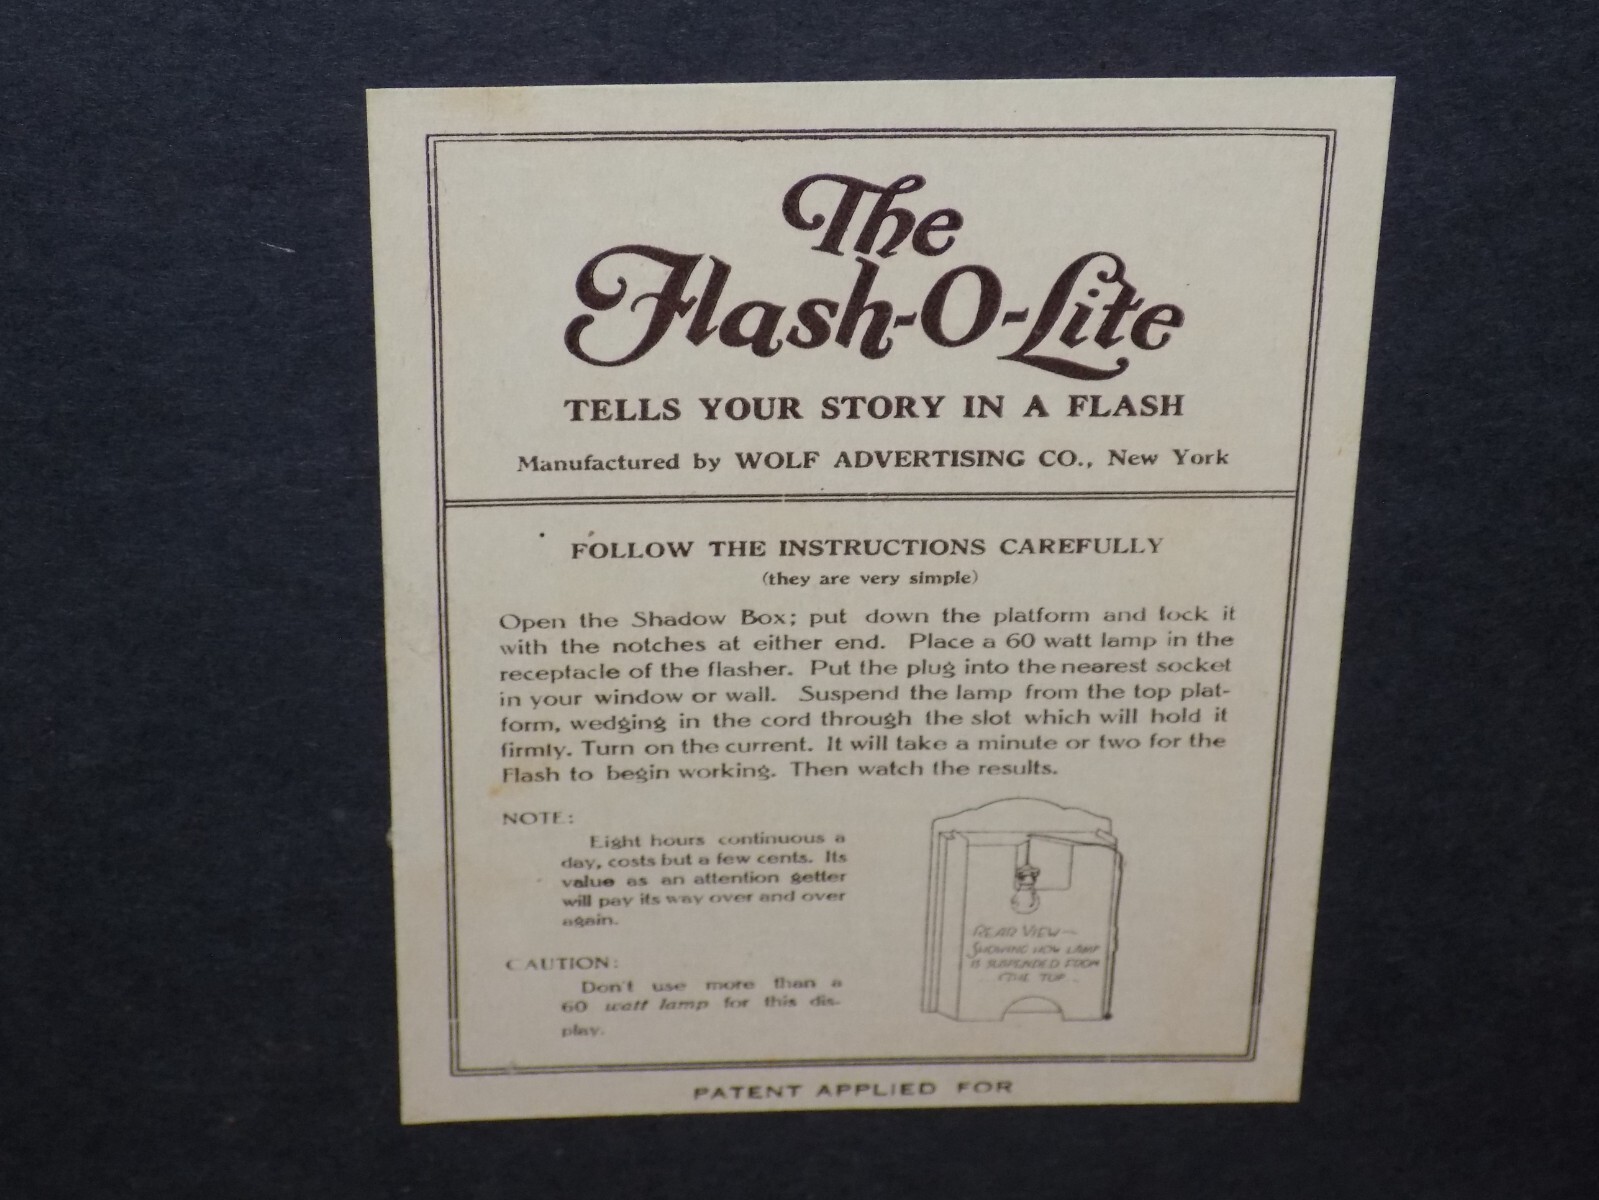 The
Flash-O-Lite
TELLS YOUR STORY IN A FLASH
Manufactured by WOLF ADVERTISING CO., New York
FOLLOW THE INSTRUCTIONS CAREFULLY
(they are very simple)
Open the Shadow Box; put down the platform and lock it
with the notches at either end. Place a 60 watt lamp in the
receptacle of the flasher. Put the plug into the nearest socket
in your window or wall. Suspend the lamp from the top plat-
form, wedging in the cord through the slot which will hold it
firmly. Turn on the current. It will take a minute or two for the
Flash to begin working. Then watch the results.
NOTE:
Eight hours continuous a
day, costs but a few cents. Its
value as an attention getter
will pay its way over and over
again.
CAUTION:
Don't use more than a
60 watt lamp for this dis-
play.
REAR VIEW—
SHOWING HOW LAMP
IS SUSPENDED FROM
THE TOP
PATENT APPLIED FOR